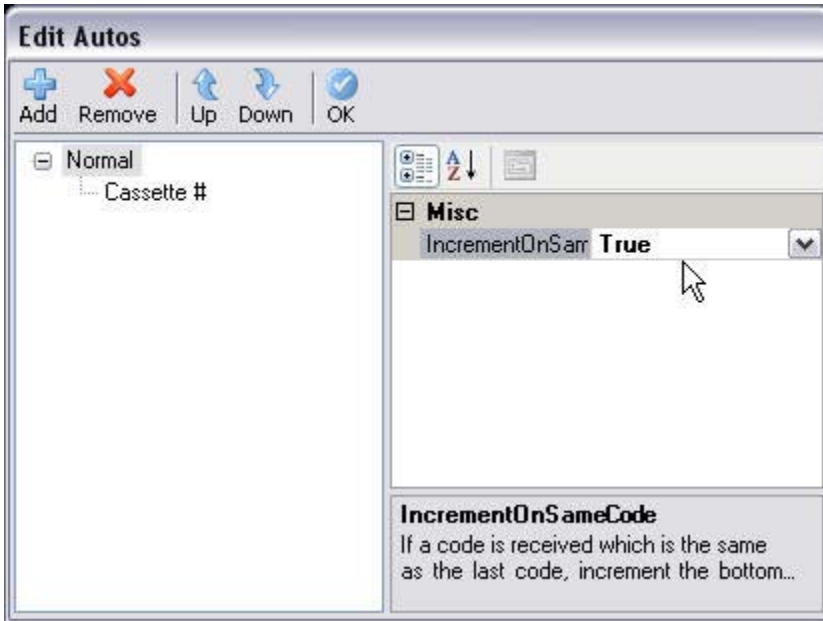 Edit Autos
Add Remove Up Down OK
Normal
Cassette #
A
Z
Misc
IncrementOnSam True
IncrementOnSameCode
If a code is received which is the same
as the last code, increment the bottom...